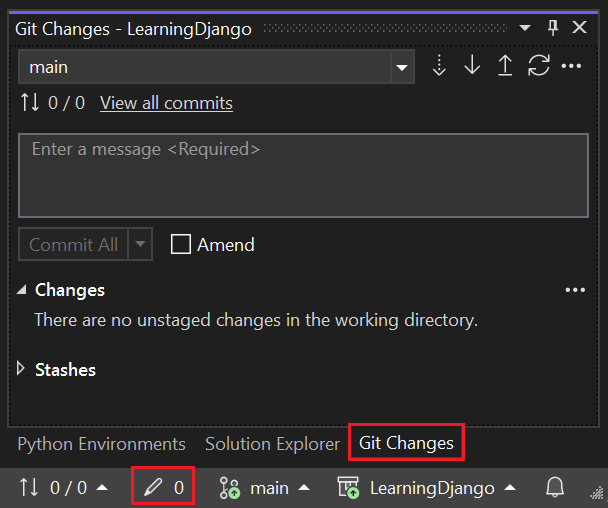 Git Changes - LearningDjango
main
0 / 0 View all commits
Enter a message <Required>
Commit All Amend
Changes
There are no unstaged changes in the working directory.
Stashes
Python Environments Solution Explorer Git Changes
0 / 0 0 main LearningDjango